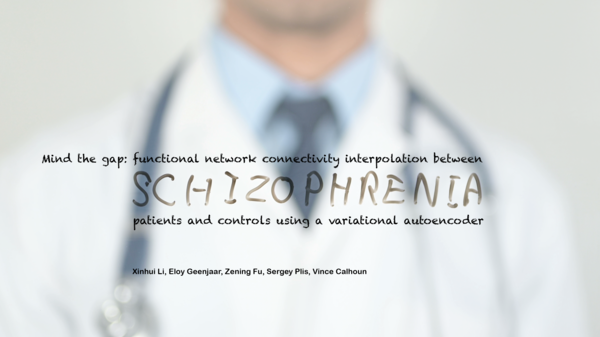 Mind the gap: functional network connectivity interpolation between
SCHIZOPHRENIA
patients and controls using a variational autoencoder
Xinhui Li, Eloy Geenjaar, Zening Fu, Sergey Plis, Vince Calhoun